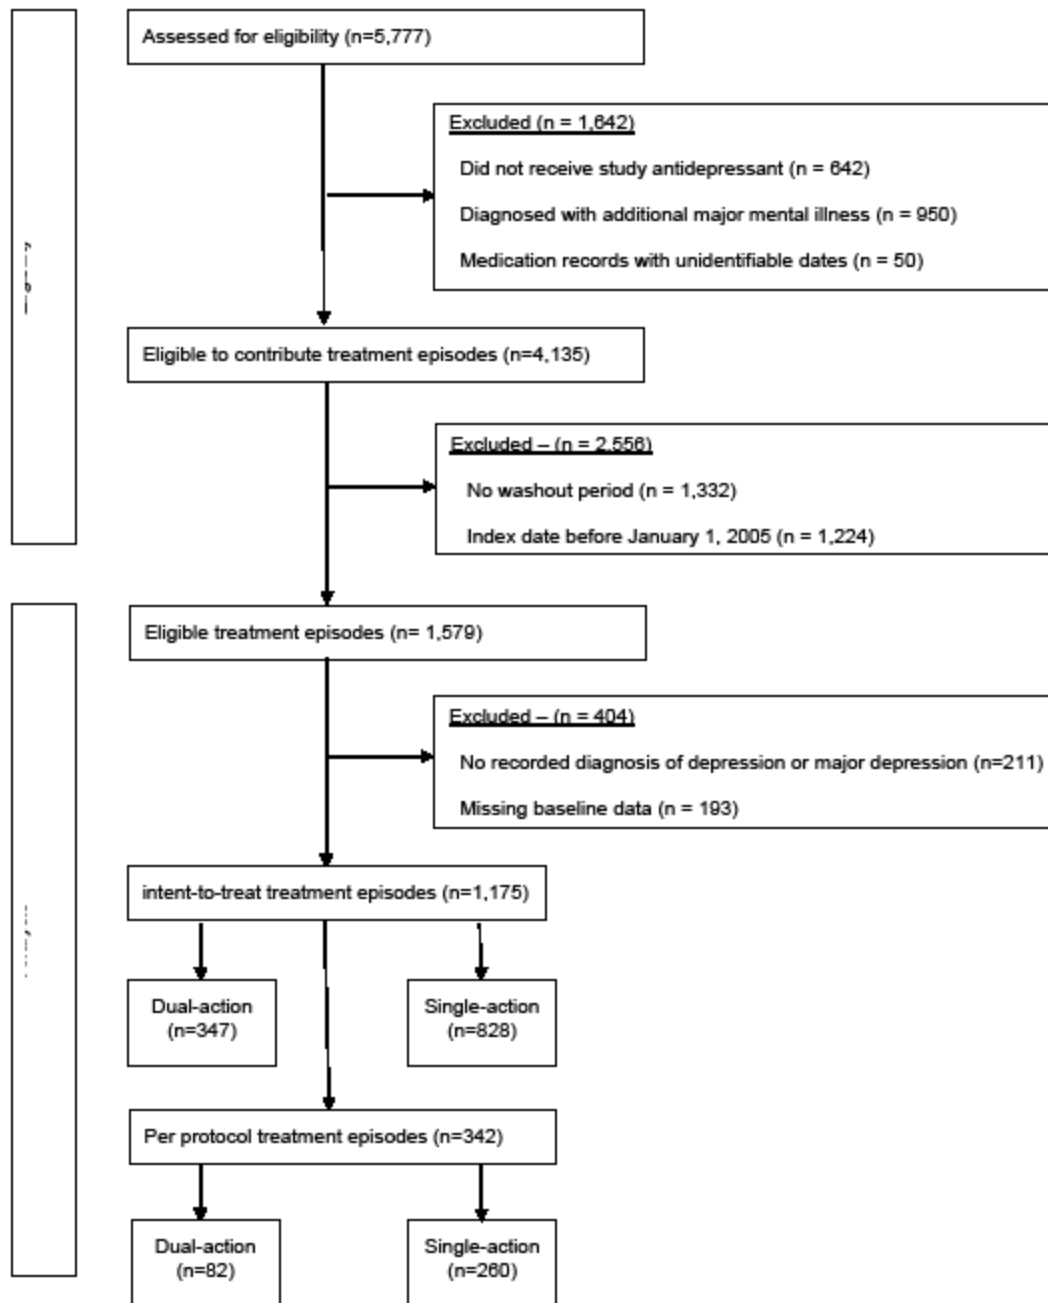 Assessed for eligibility (n=5,777)
Excluded (n = 1,642)
Did not receive study antidepressant (n = 642)
Diagnosed with additional major mental illness (n = 950)
Medication records with unidentifiable dates (n = 50)
Eligible to contribute treatment episodes (n=4,135)
Excluded – (n = 2,556)
No washout period (n = 1,332)
Index date before January 1, 2005 (n = 1,224)
Eligible treatment episodes (n= 1,579)
Excluded – (n = 404)
No recorded diagnosis of depression or major depression (n=211)
Missing baseline data (n = 193)
intent-to-treat treatment episodes (n=1,175)
Dual-action
(n=347)
Single-action
(n=828)
Per protocol treatment episodes (n=342)
Dual-action
(n=82)
Single-action
(n=260)